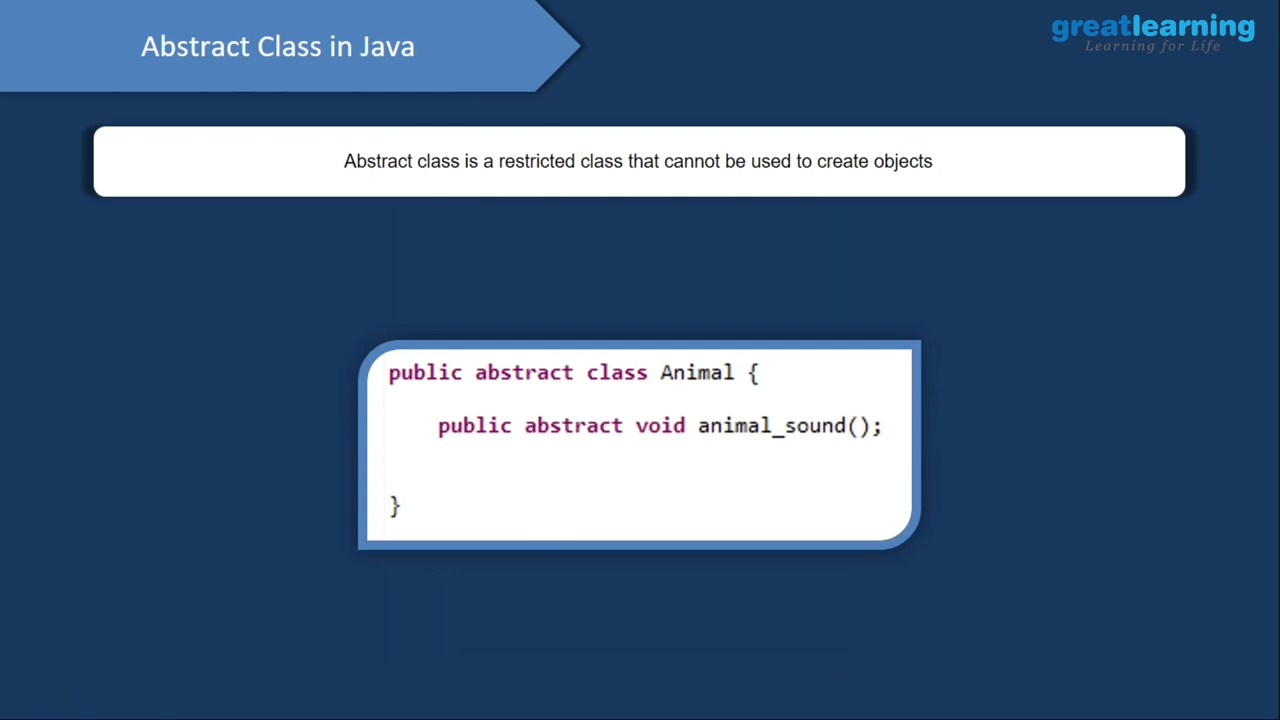 Abstract Class in Java
greatlearning
Learning for Life
Abstract class is a restricted class that cannot be used to create objects
public abstract class Animal {
public abstract void animal_sound();
}